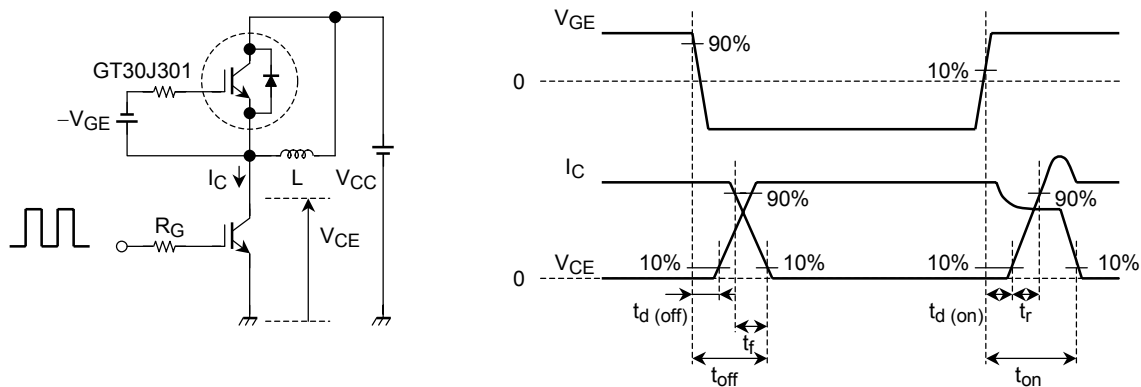 GT30J301
−VGE
IC
L
VCC
RG
VCE
VGE
90%
10%
0
IC
90%
VCE
10%
10%
10%
10%
0
td (off)
td (on)
tr
tf
toff
ton